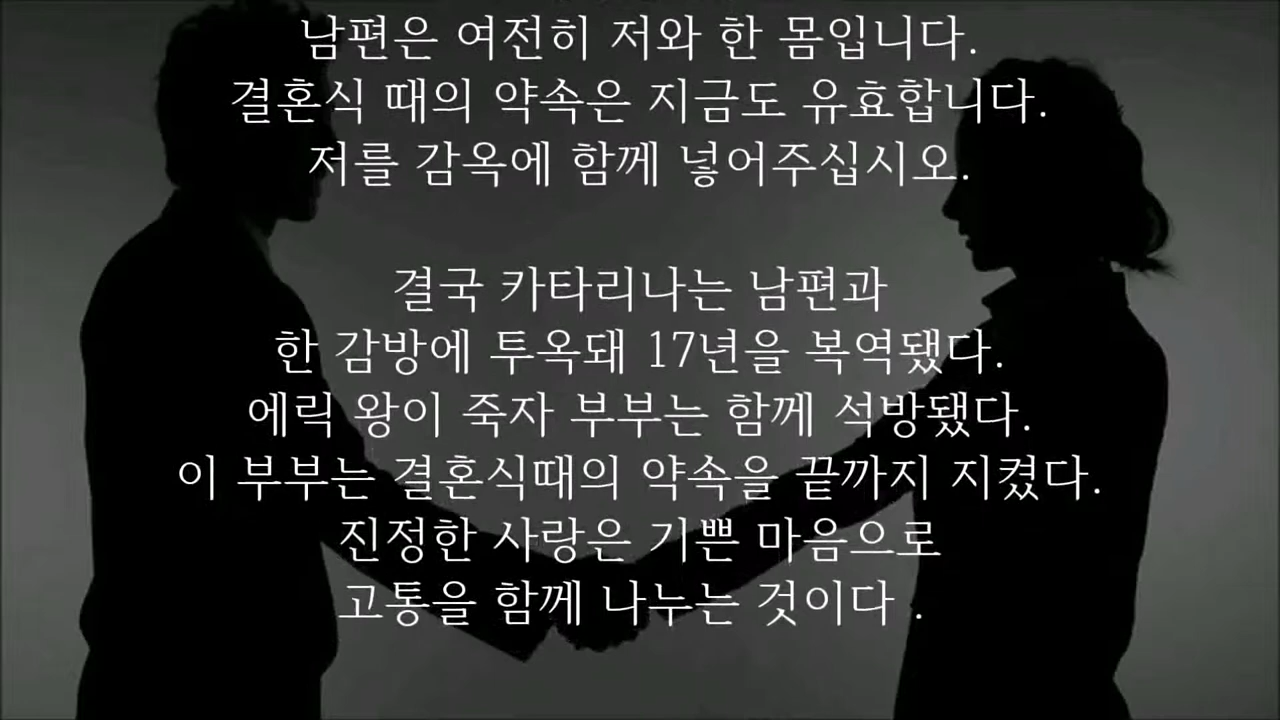 남편은 여전히 저와 한 몸입니다.
결혼식 때의 약속은 지금도 유효합니다.
저를 감옥에 함께 넣어주십시오.
결국 카타리나는 남편과
한 감방에 투옥돼 17년을 복역됐다.
에릭 왕이 죽자 부부는 함께 석방됐다.
이 부부는 결혼식때의 약속을 끝까지 지켰다.
진정한 사랑은 기쁜 마음으로
고통을 함께 나누는 것이다 .